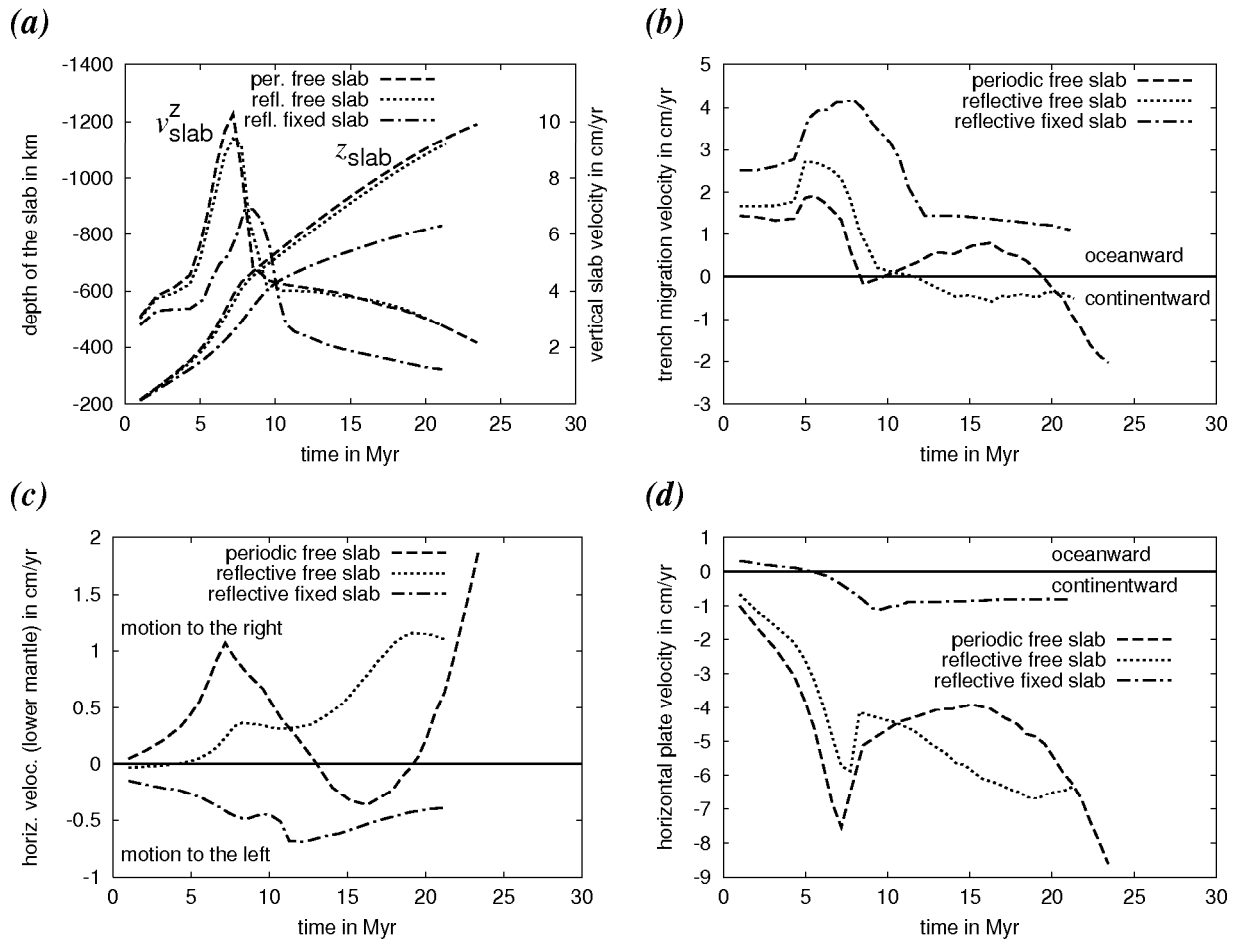 (a)
-1400
-1200
-1000
-800
-600
-400
-200
depth of the slab in km
per. free slab
refl. free slab
refl. fixed slab
v z slab
z slab
10
8
6
4
2
vertical slab velocity in cm/yr
0 5 10 15 20 25 30
time in Myr
(b)
5
4
3
2
1
0
-1
-2
-3
trench migration velocity in cm/yr
periodic free slab
reflective free slab
reflective fixed slab
oceanward
continentward
0 5 10 15 20 25 30
time in Myr
(c)
2
1.5
1
0.5
0
-0.5
-1
horiz. veloc. (lower mantle) in cm/yr
periodic free slab
reflective free slab
reflective fixed slab
motion to the right
motion to the left
0 5 10 15 20 25 30
time in Myr
(d)
1
0
-1
-2
-3
-4
-5
-6
-7
-8
-9
horizontal plate velocity in cm/yr
oceanward
continentward
periodic free slab
reflective free slab
reflective fixed slab
0 5 10 15 20 25 30
time in Myr